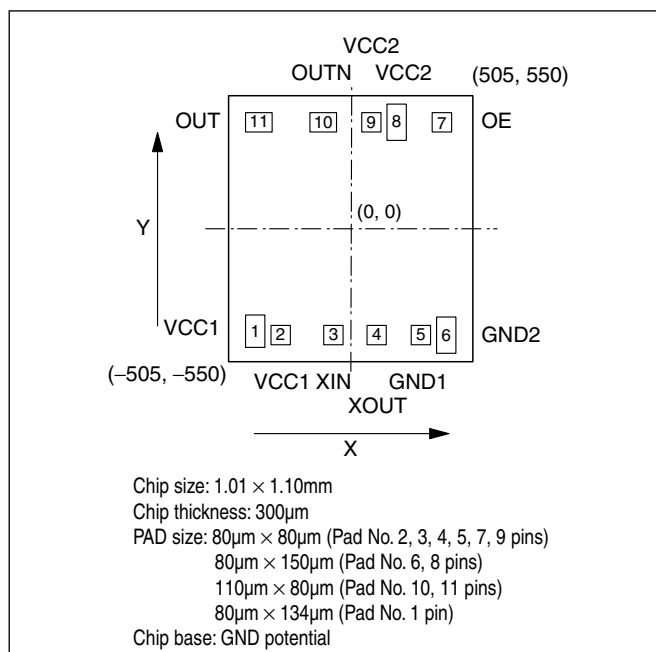 VCC2
OUTN VCC2 (505, 550)
OUT 11 10 9 8 7 OE
(0, 0)
Y
VCC1 1 2 3 4 5 6 GND2
(–505, –550)
VCC1 XIN GND1
XOUT
X
Chip size: 1.01 × 1.10mm
Chip thickness: 300µm
PAD size: 80µm × 80µm (Pad No. 2, 3, 4, 5, 7, 9 pins)
80µm × 150µm (Pad No. 6, 8 pins)
110µm × 80µm (Pad No. 10, 11 pins)
80µm × 134µm (Pad No. 1 pin)
Chip base: GND potential